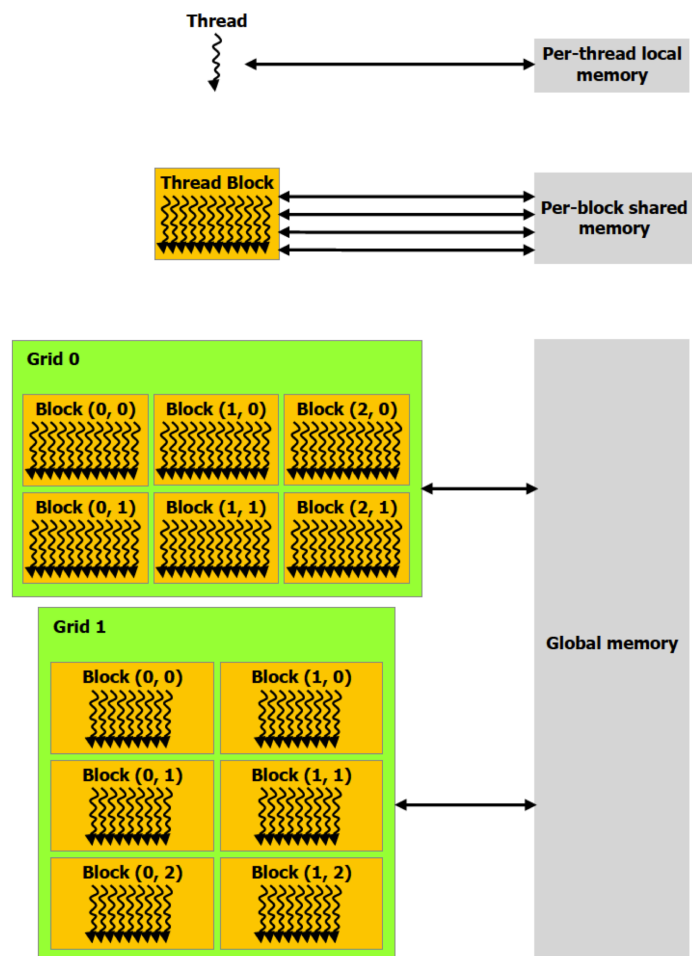 Thread
Per-thread local
memory
Thread Block
Per-block shared
memory
Grid 0
Block (0, 0) Block (1, 0) Block (2, 0)
Block (0, 1) Block (1, 1) Block (2, 1)
Grid 1
Global memory
Block (0, 0) Block (1, 0)
Block (0, 1) Block (1, 1)
Block (0, 2) Block (1, 2)